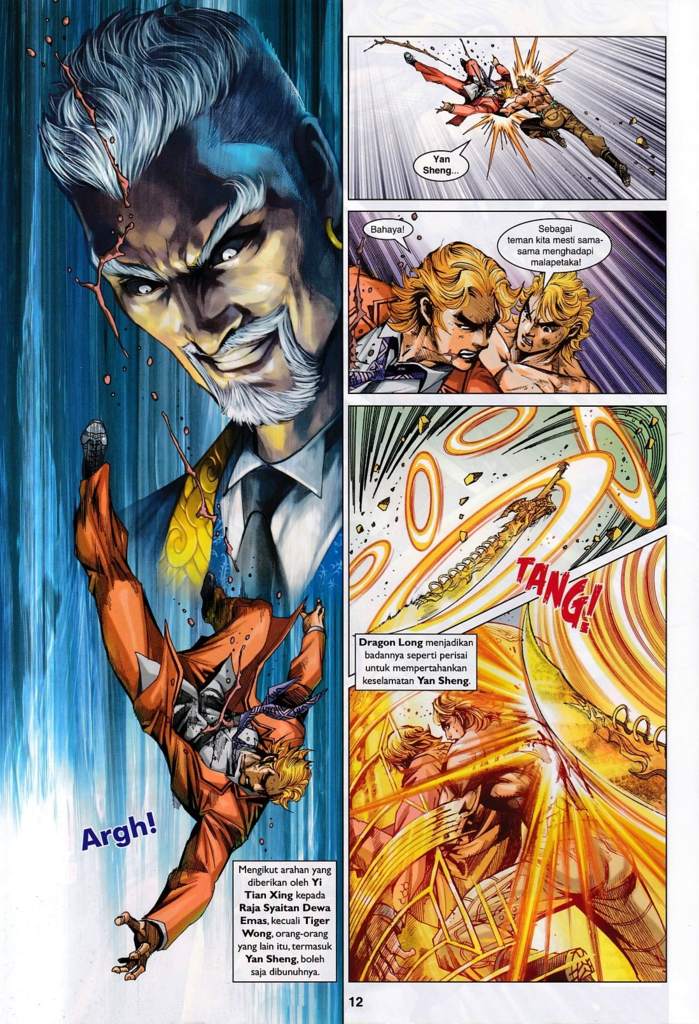 Argh!
Mengikut arahan yang
diberikan oleh Yi
Tian Xing kepada
Raja Syaitan Dewa
Emas, kecuali Tiger
Wong, orang-orang
yang lain itu, termasuk
Yan Sheng, boleh
saja dibunuhnya.
Yan
Sheng...
Bahaya!
Sebagai
teman kita mesti sama-
sama menghadapi
malapetaka!
TANG!
Dragon Long menjadikan
badannya seperti perisai
untuk mempertahankan
keselamatan Yan Sheng.
12